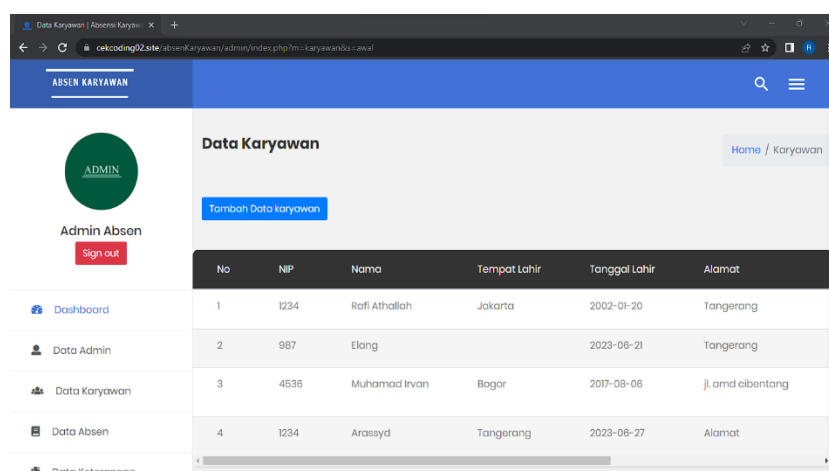 Data Karyawan | Absensi Karyaw
cekcoding02.site/absenKaryawan/admin/index.php?m=karyawan&s=awal
R
ABSEN KARYAWAN
ADMIN
Admin Absen
Sign out
Dashboard
Data Admin
Data Karyawan
Data Absen
Data Keterangan
Data Karyawan
Home / Karyawan
Tambah Data karyawan
No NIP Nama Tempat Lahir Tanggal Lahir Alamat
1 1234 Rafi Athallah Jakarta 2002-01-20 Tangerang
2 987 Elang 2023-06-21 Tangerang
3 4536 Muhamad Irvan Bogor 2017-08-06 jl. amd cibentang
4 1234 Arassyd Tangerang 2023-06-27 Alamat